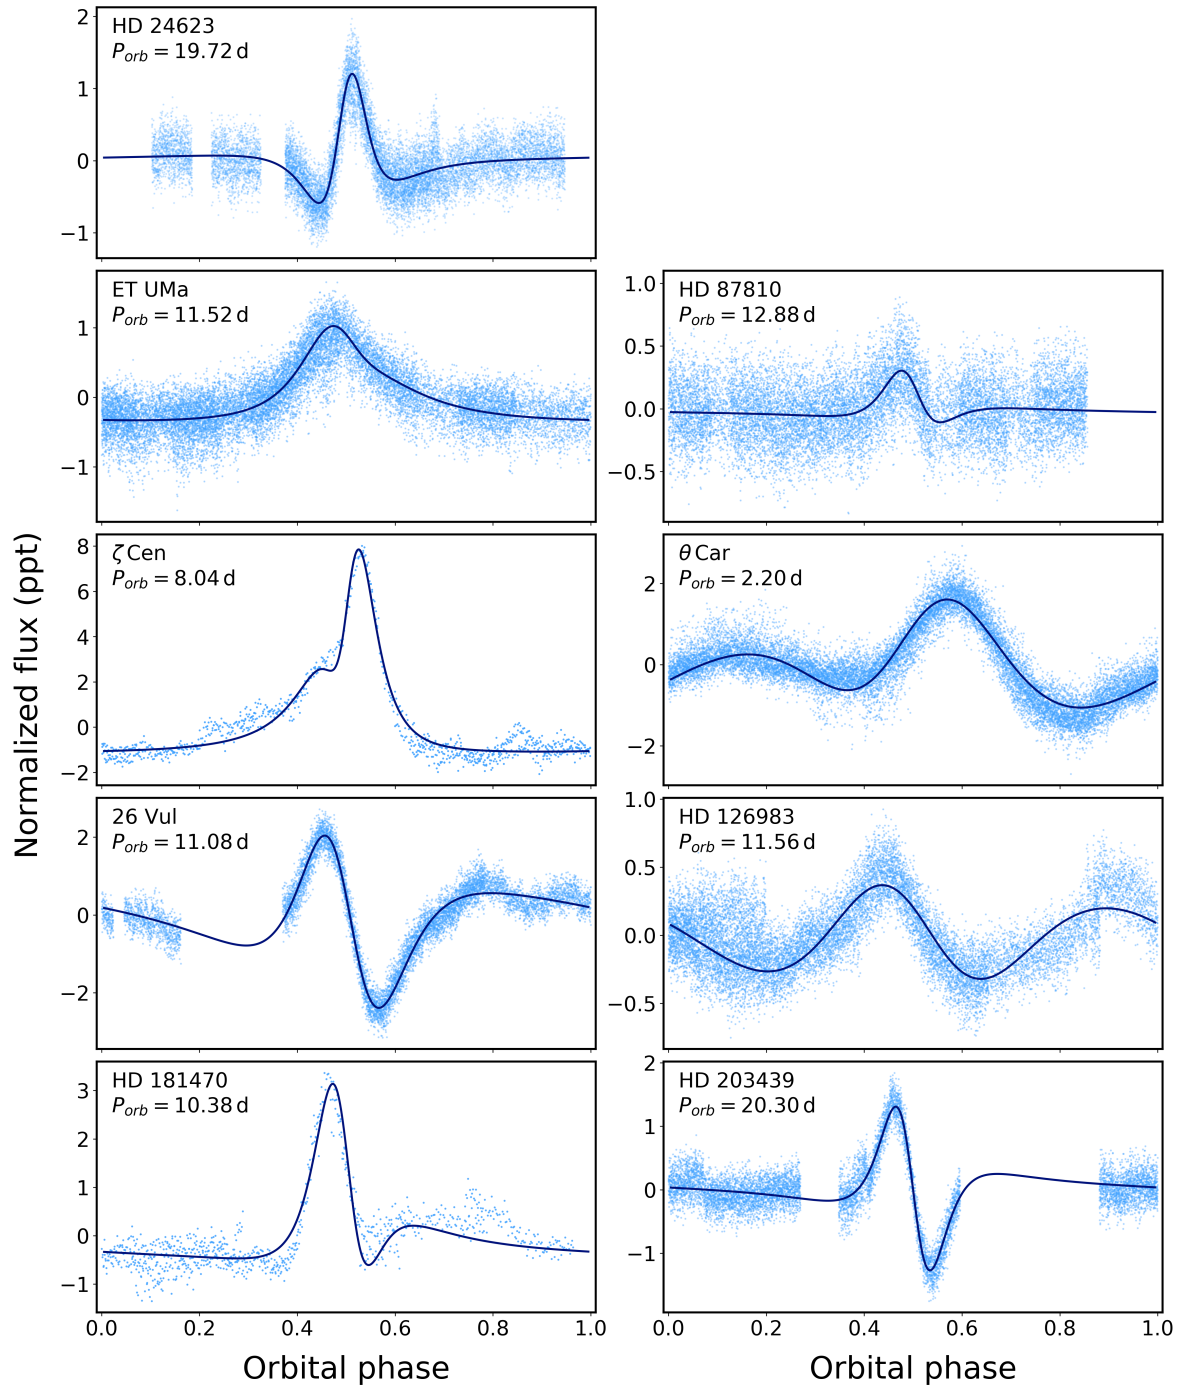 HD 24623
P_orb = 19.72 d
2
1
0
−1
ET UMa
P_orb = 11.52 d
1
0
−1
HD 87810
P_orb = 12.88 d
1.0
0.5
0.0
−0.5
ζ Cen
P_orb = 8.04 d
8
6
4
2
0
−2
θ Car
P_orb = 2.20 d
2
0
−2
26 Vul
P_orb = 11.08 d
2
0
−2
HD 126983
P_orb = 11.56 d
1.0
0.5
0.0
−0.5
HD 181470
P_orb = 10.38 d
3
2
1
0
−1
HD 203439
P_orb = 20.30 d
2
1
0
−1
0.0 0.2 0.4 0.6 0.8 1.0
0.0 0.2 0.4 0.6 0.8 1.0
Orbital phase
Orbital phase
Normalized flux (ppt)